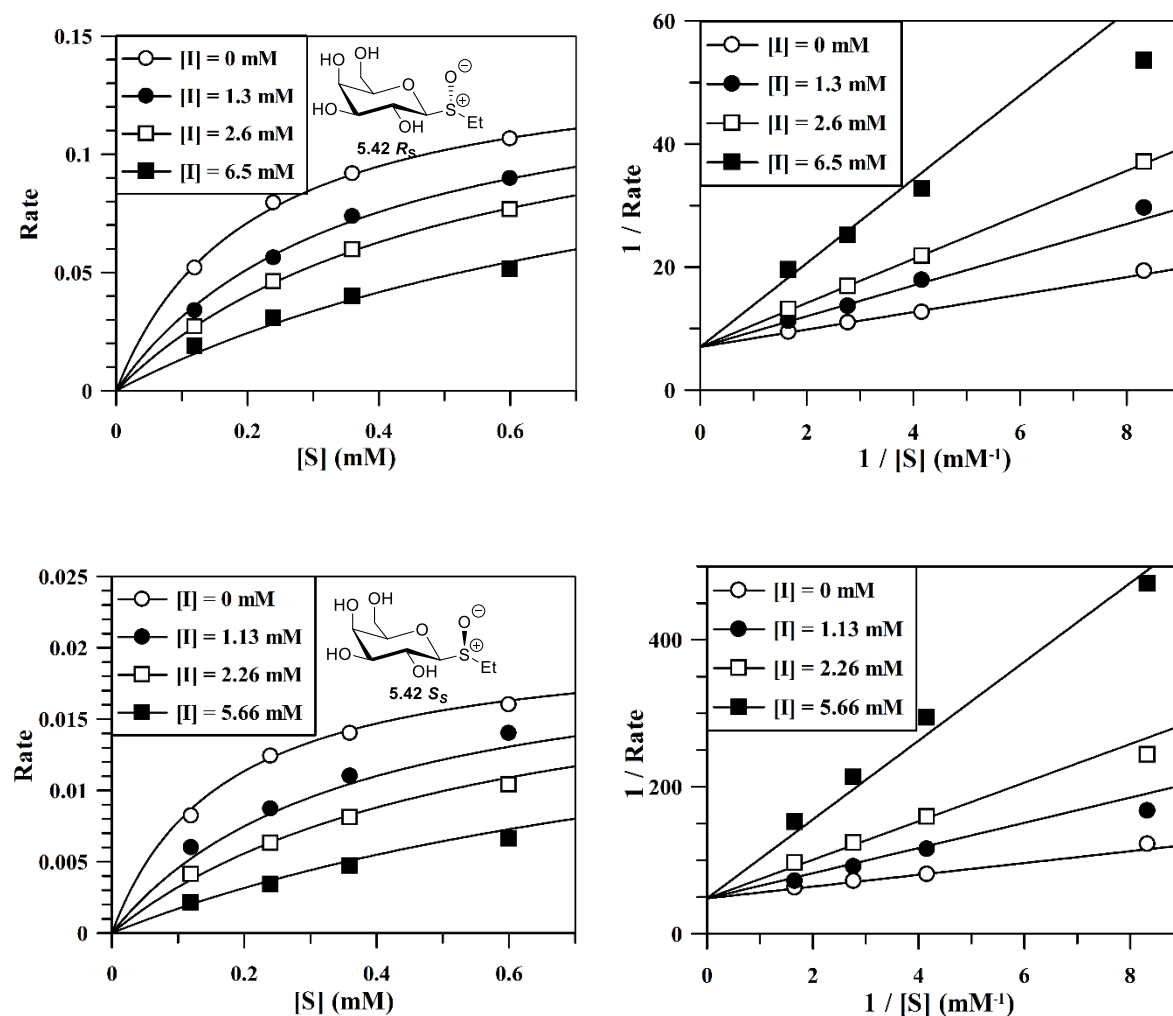 0.15
[I] = 0 mM
[I] = 1.3 mM
[I] = 2.6 mM
[I] = 6.5 mM
OH
HO
O
O
⊖
⊕
S
HO
OH
Et
5.42 Rs
0.1
0.05
0
Rate
0
0.2
0.4
0.6
[S] (mM)
60
[I] = 0 mM
[I] = 1.3 mM
[I] = 2.6 mM
[I] = 6.5 mM
40
20
0
1 / Rate
0
2
4
6
8
1 / [S] (mM-1)
0.025
[I] = 0 mM
[I] = 1.13 mM
[I] = 2.26 mM
[I] = 5.66 mM
HO
OH
O
O
⊖
⊕
S
HO
OH
Et
5.42 Ss
0.02
0.015
0.01
0.005
0
Rate
0
0.2
0.4
0.6
[S] (mM)
[I] = 0 mM
[I] = 1.13 mM
[I] = 2.26 mM
[I] = 5.66 mM
400
200
0
1 / Rate
0
2
4
6
8
1 / [S] (mM-1)